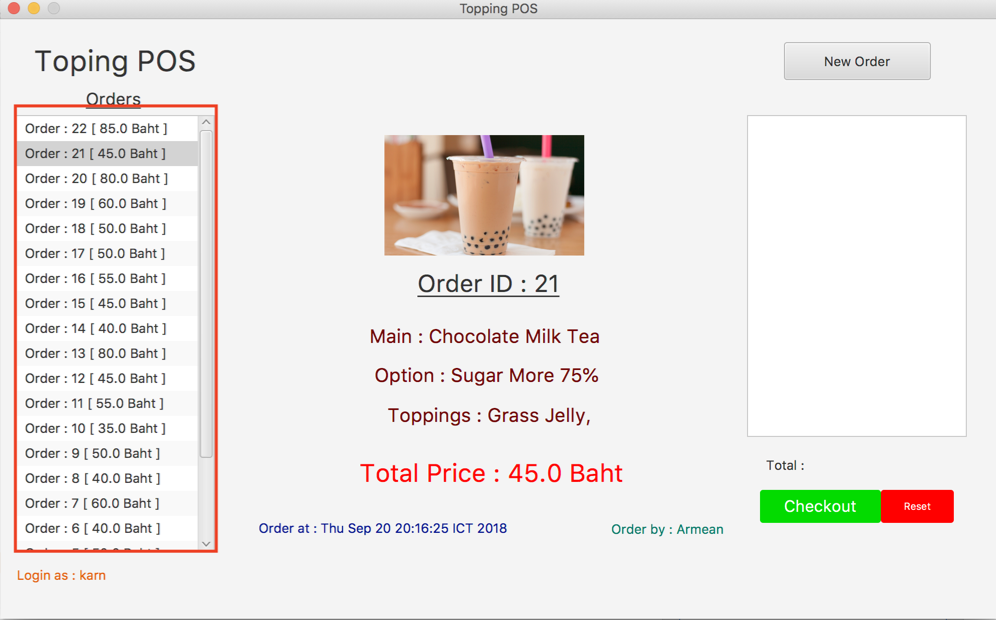 Topping POS
Toping POS
New Order
Orders
Order : 22 [ 85.0 Baht ]
Order : 21 [ 45.0 Baht ]
Order : 20 [ 80.0 Baht ]
Order : 19 [ 60.0 Baht ]
Order : 18 [ 50.0 Baht ]
Order : 17 [ 50.0 Baht ]
Order : 16 [ 55.0 Baht ]
Order : 15 [ 45.0 Baht ]
Order : 14 [ 40.0 Baht ]
Order : 13 [ 80.0 Baht ]
Order : 12 [ 45.0 Baht ]
Order : 11 [ 55.0 Baht ]
Order : 10 [ 35.0 Baht ]
Order : 9 [ 50.0 Baht ]
Order : 8 [ 40.0 Baht ]
Order : 7 [ 60.0 Baht ]
Order : 6 [ 40.0 Baht ]
Login as : karn
Order ID : 21
Main : Chocolate Milk Tea
Option : Sugar More 75%
Toppings : Grass Jelly,
Total Price : 45.0 Baht
Order at : Thu Sep 20 20:16:25 ICT 2018
Order by : Armean
Total :
Checkout
Reset